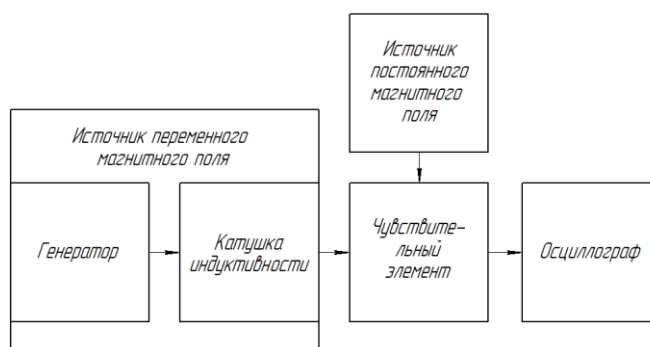 Источник
постоянного
магнитного
поля
Источник переменного
магнитного поля
Генератор
Катушка
индуктивности
Чувствите-
льный
элемент
Осциллограф